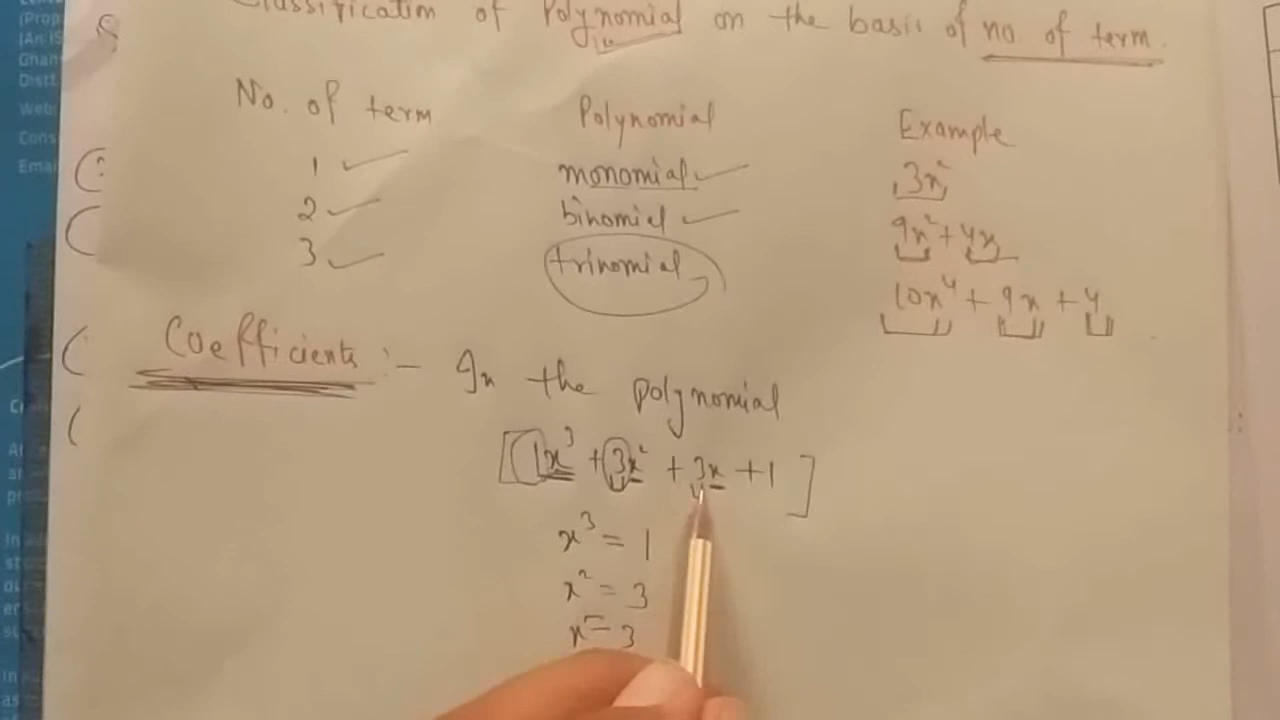 Classification of Polynomial on the basis of no of term.
No. of term Polynomial Example
1 monomial 3x²
2 binomial 9x² + 4x
3 trinomial 10x⁴ + 9x + 4
Coefficients :- In the polynomial
[1x³ + 3x² + 3x + 1]
x³ = 1
x² = 3
x = 3